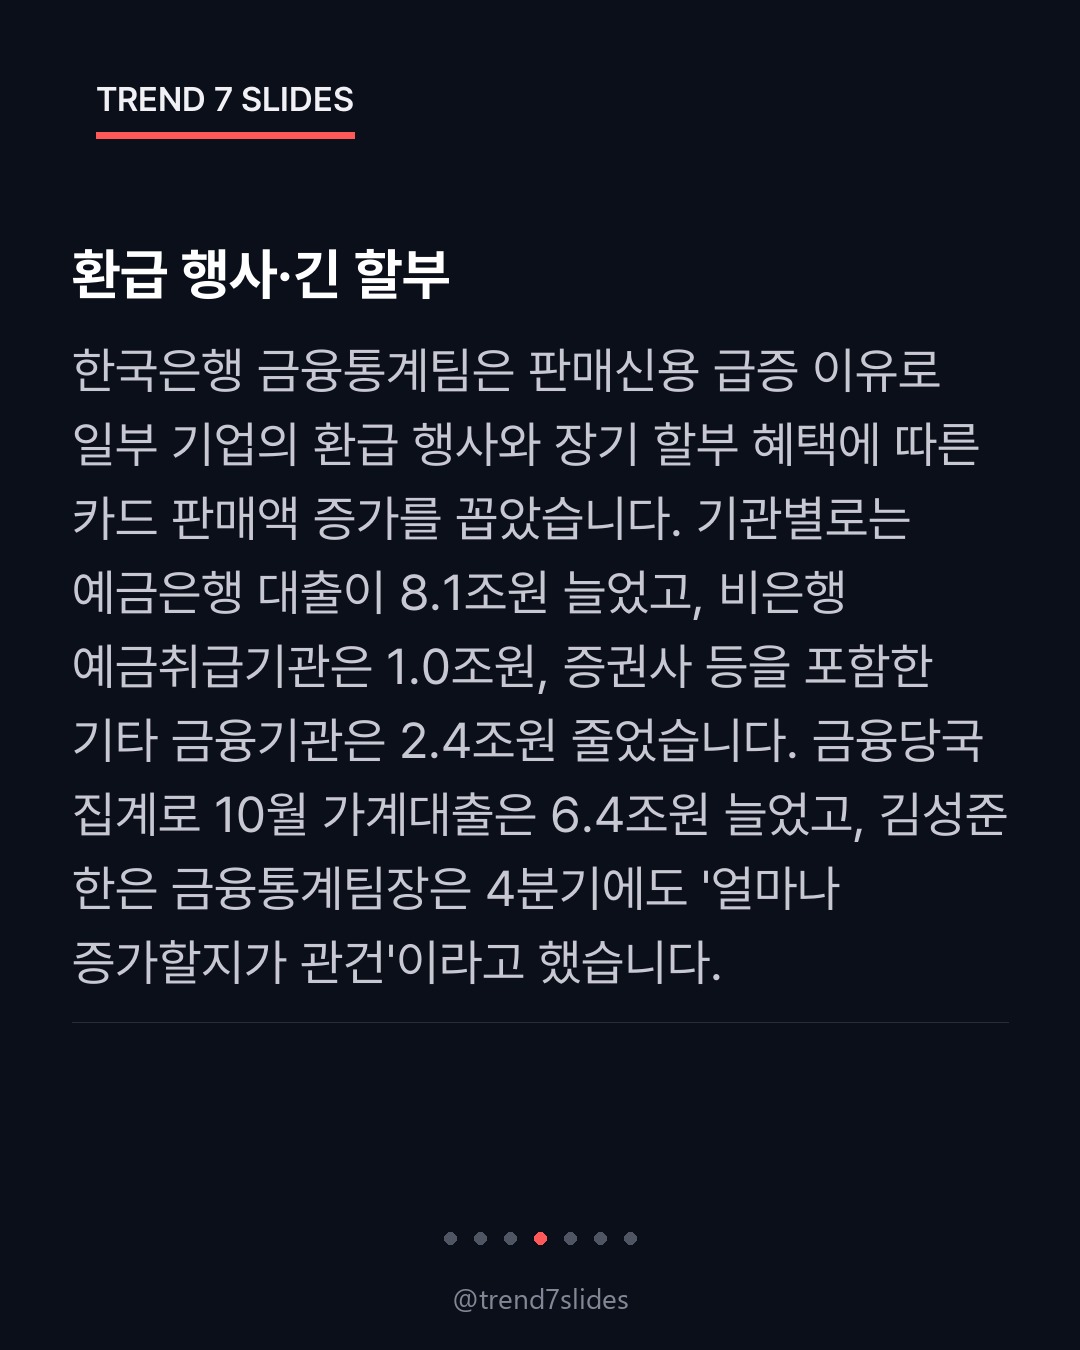 TREND 7 SLIDES
환급 행사·긴 할부
한국은행 금융통계팀은 판매신용 급증 이유로
일부 기업의 환급 행사와 장기 할부 혜택에 따른
카드 판매액 증가를 꼽았습니다. 기관별로는
예금은행 대출이 8.1조원 늘었고, 비은행
예금취급기관은 1.0조원, 증권사 등을 포함한
기타 금융기관은 2.4조원 줄었습니다. 금융당국
집계로 10월 가계대출은 6.4조원 늘었고, 김성준
한은 금융통계팀장은 4분기에도 '얼마나
증가할지가 관건'이라고 했습니다.
@trend7slides